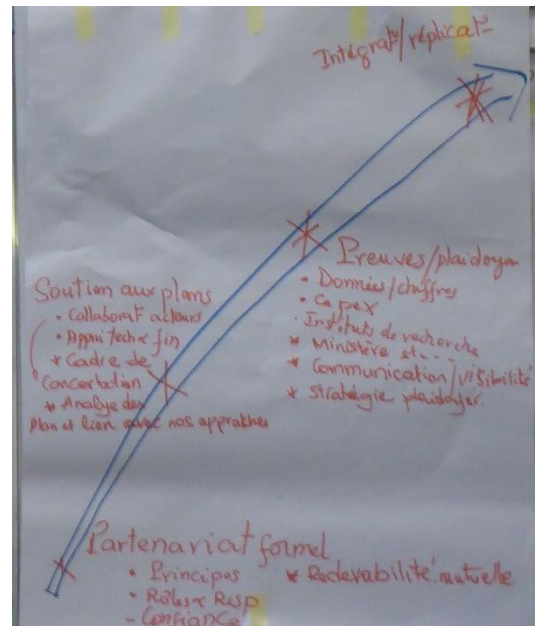 Intégrat°/réplicat°
Preuves/plaidoyer
• Données/chiffres
• Capex
. Instituts de recherche
* Ministère et...
* Communication/visibilité
* Stratégie plaidoyer.
Soution aux plans
• Collaborat acteurs
• Appui Tech & fin
* Cadre de
Concertation
* Analyse des
Plan et lien avec nos approches
Partenariat formel
• Principes
• Rôles & Resp
- Confiance
* Redevabilité mutuelle